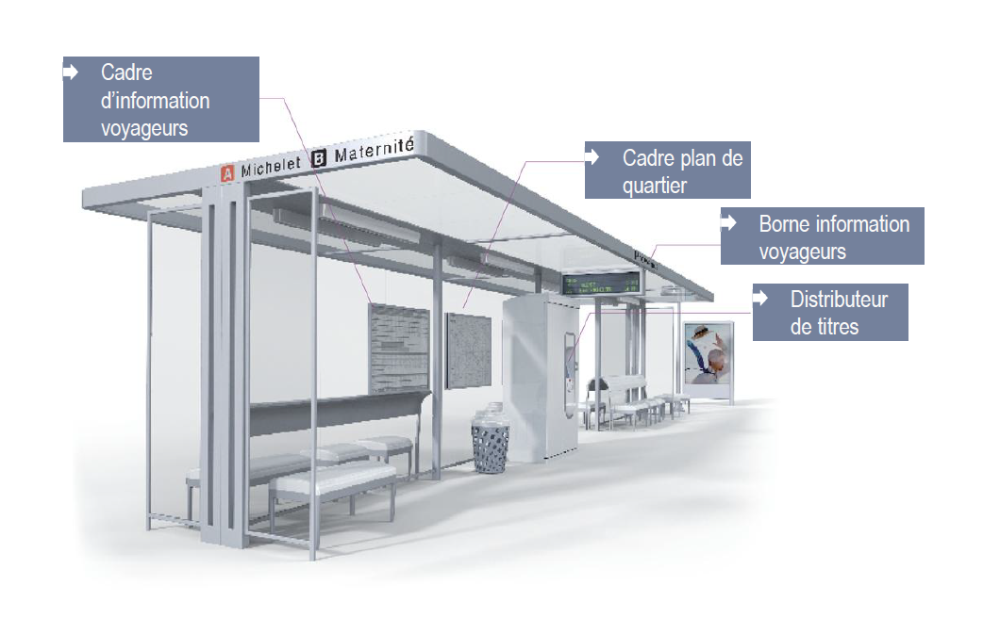 Cadre
d’information
voyageurs
A Michelet B Maternité
Cadre plan de
quartier
Borne information
voyageurs
Distributeur
de titres